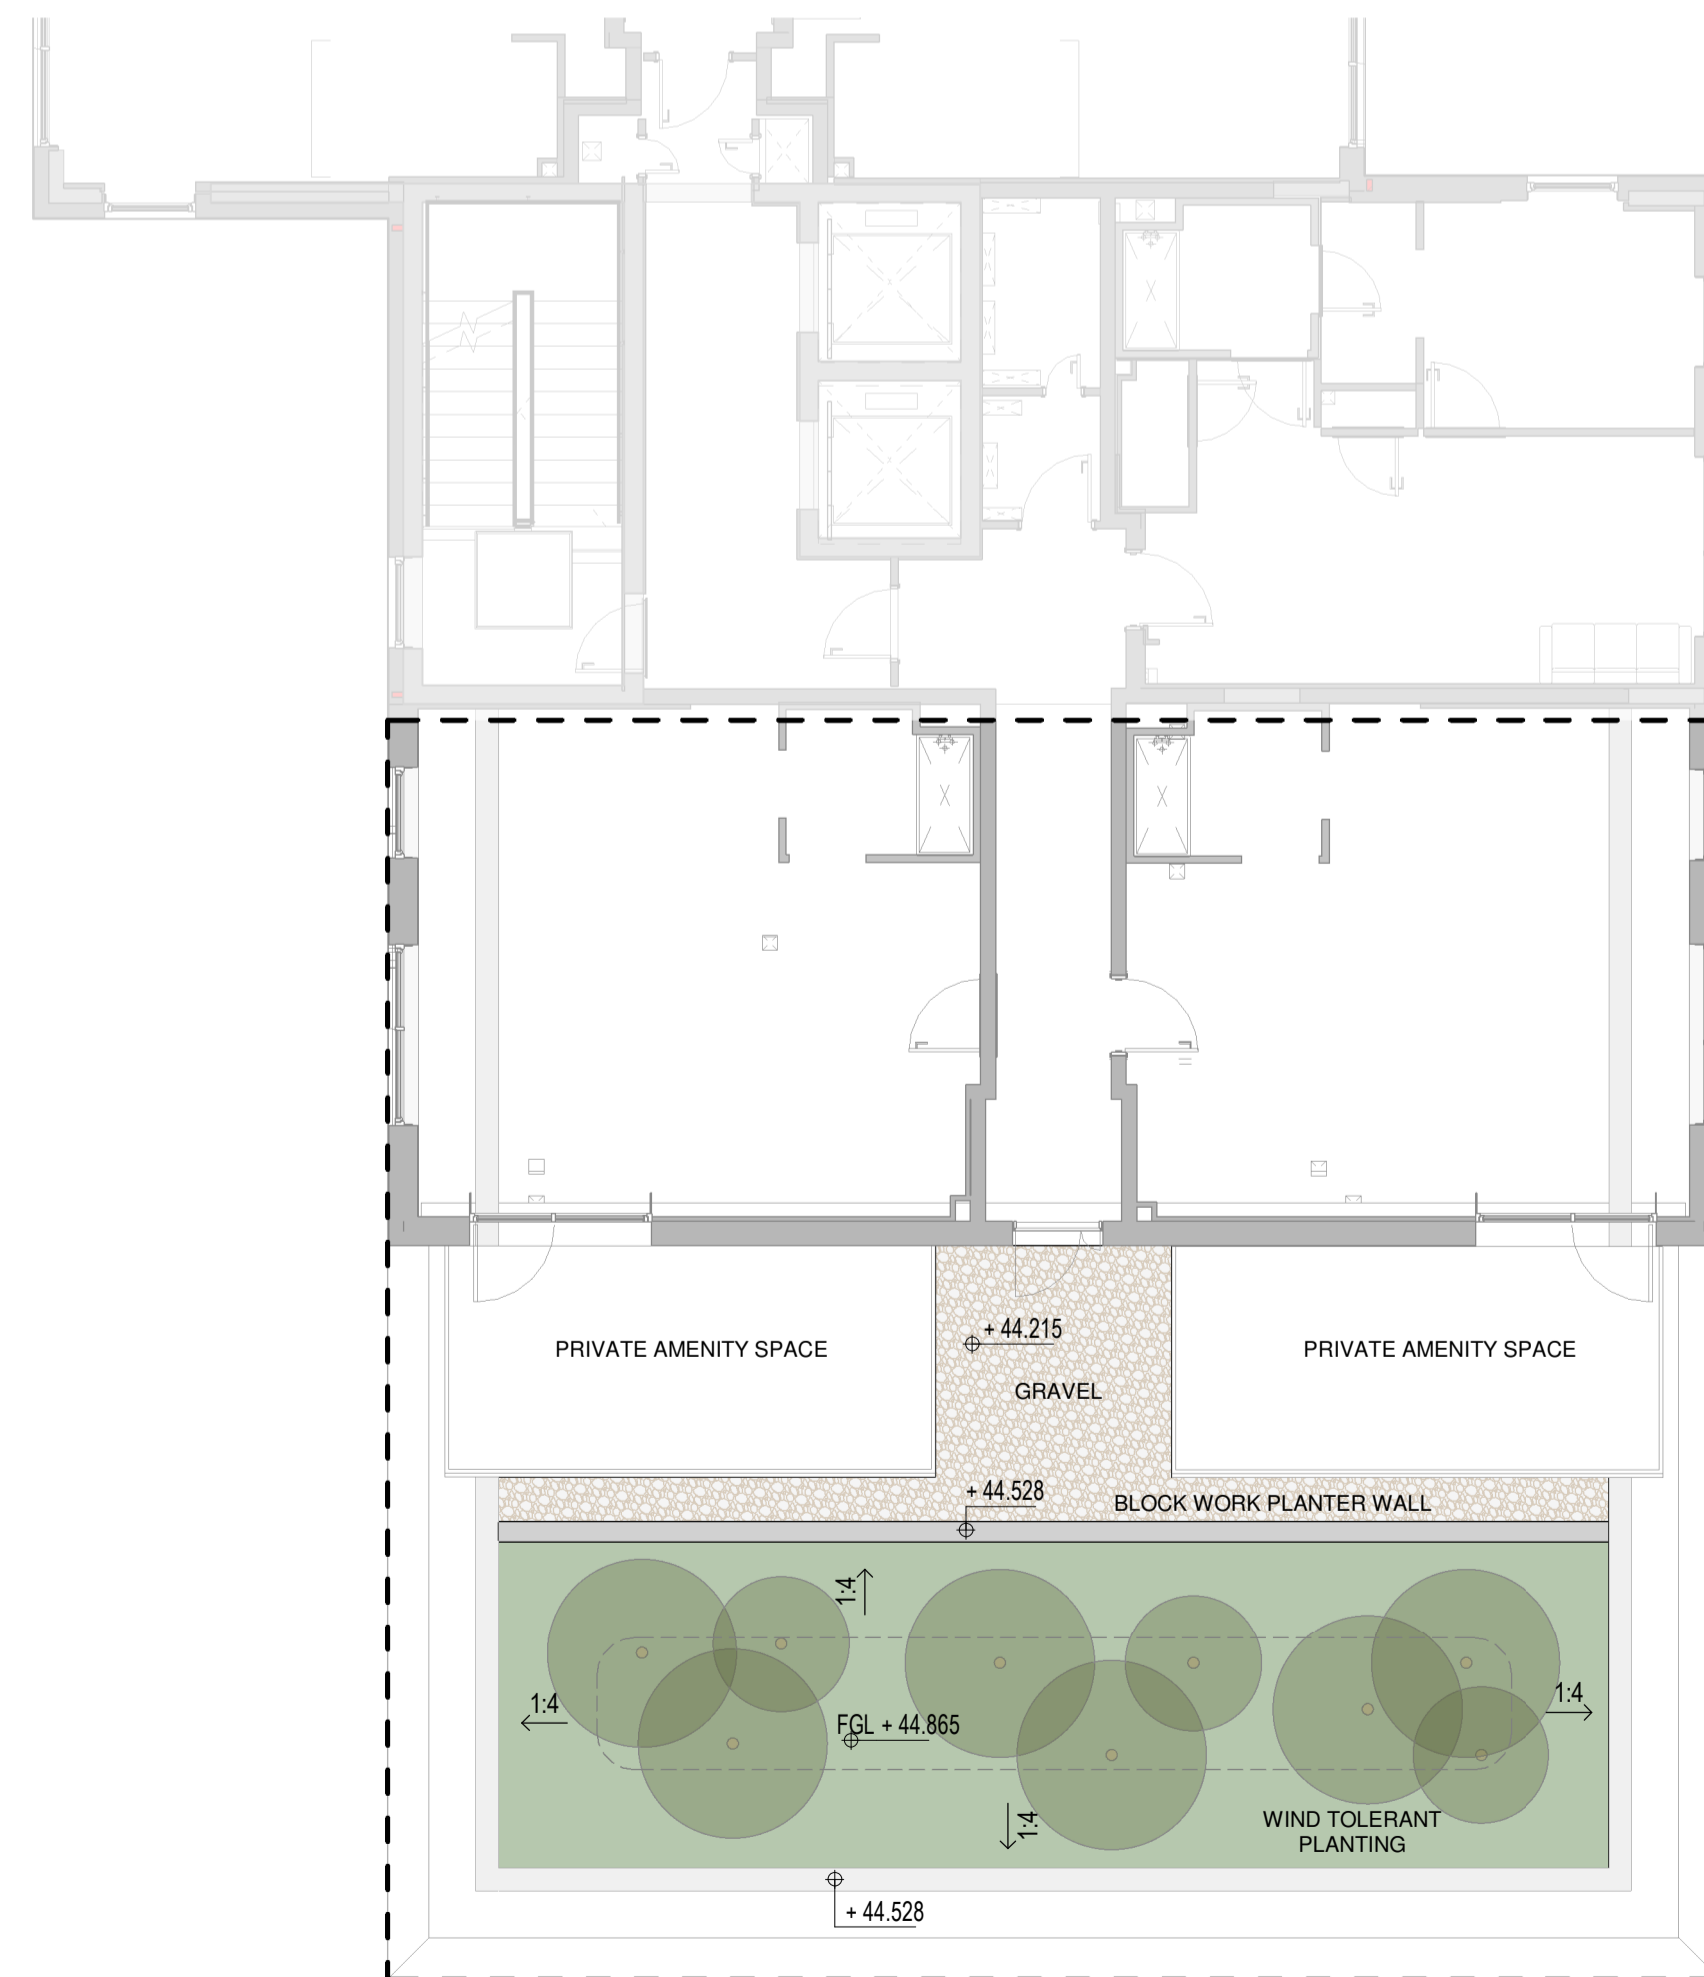 PRIVATE AMENITY SPACE
+ 44.215
PRIVATE AMENITY SPACE
GRAVEL
+ 44.528
BLOCK WORK PLANTER WALL
1:4
1:4
1:4
FGL + 44.865
1:4
WIND TOLERANT
PLANTING
+ 44.528